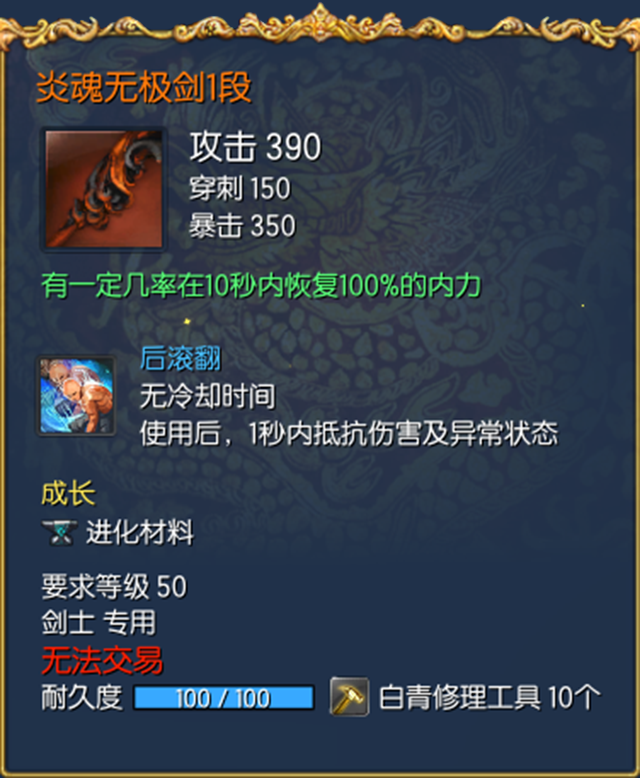 炎魂无极剑1段
攻击 390
穿刺 150
暴击 350
有一定几率在10秒内恢复100%的内力
后滚翻
无冷却时间
使用后，1秒内抵抗伤害及异常状态
成长
进化材料
要求等级 50
剑士 专用
无法交易
耐久度 100 / 100 白青修理工具 10个